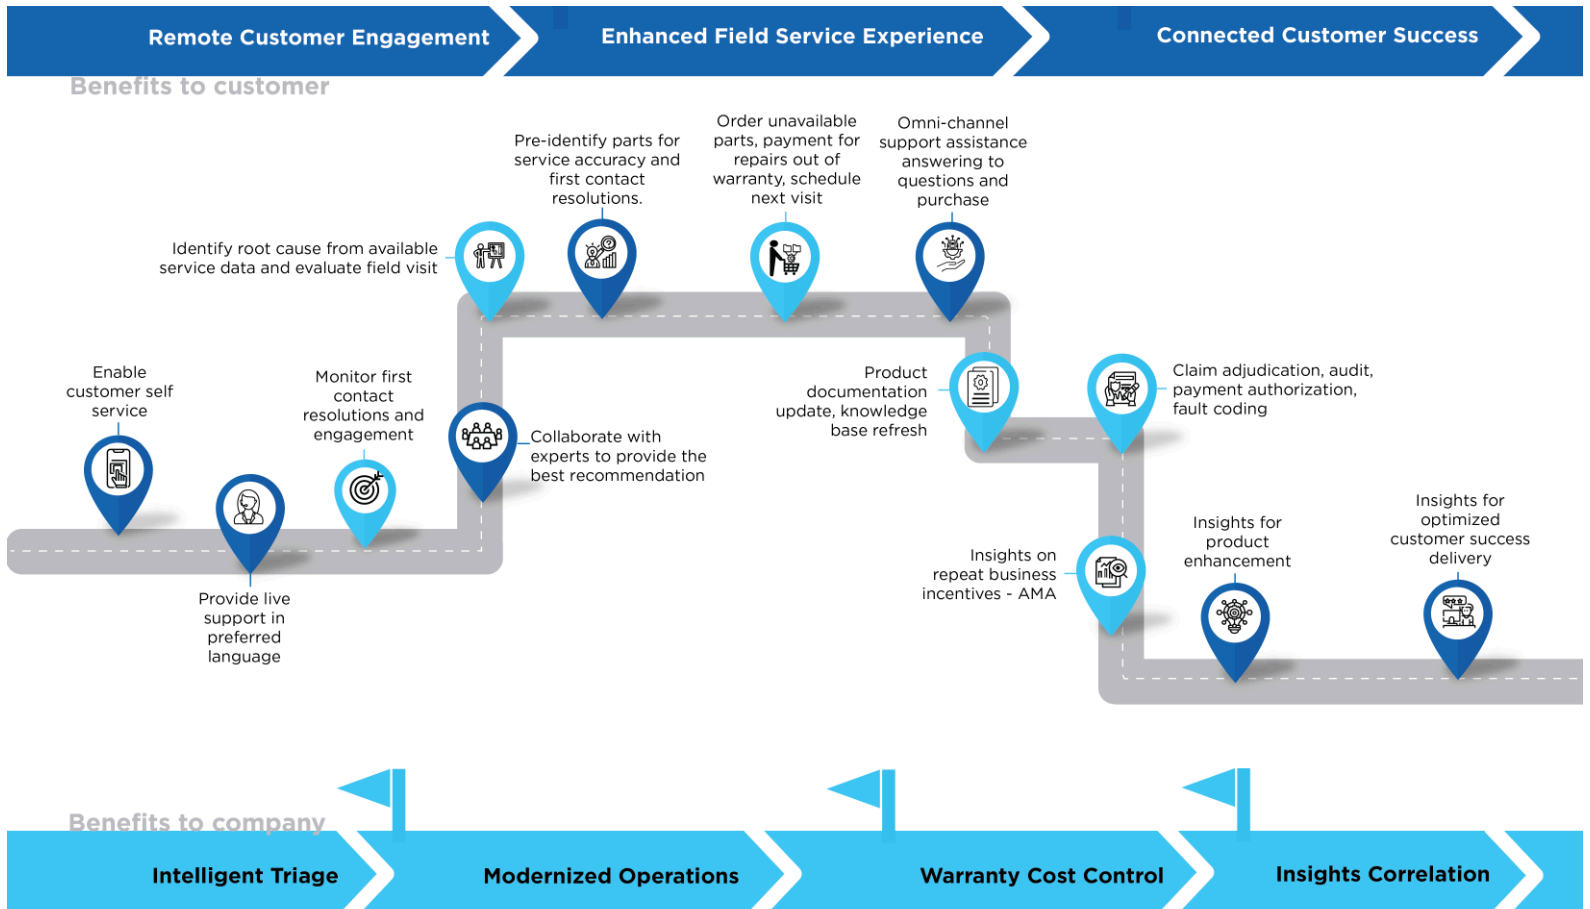 Remote Customer Engagement
Enhanced Field Service Experience
Connected Customer Success
Benefits to customer
Enable
customer self
service
Provide live
support in
preferred
language
Monitor first
contact
resolutions and
engagement
Collaborate with
experts to provide the
best recommendation
Identify root cause from available
service data and evaluate field visit
Pre-identify parts for
service accuracy and
first contact
resolutions.
Order unavailable
parts, payment for
repairs out of
warranty, schedule
next visit
Omni-channel
support assistance
answering to
questions and
purchase
Product
documentation
update, knowledge
base refresh
Claim adjudication, audit,
payment authorization,
fault coding
Insights on
repeat business
incentives - AMA
Insights for
product
enhancement
Insights for
optimized
customer success
delivery
Benefits to company
Intelligent Triage
Modernized Operations
Warranty Cost Control
Insights Correlation